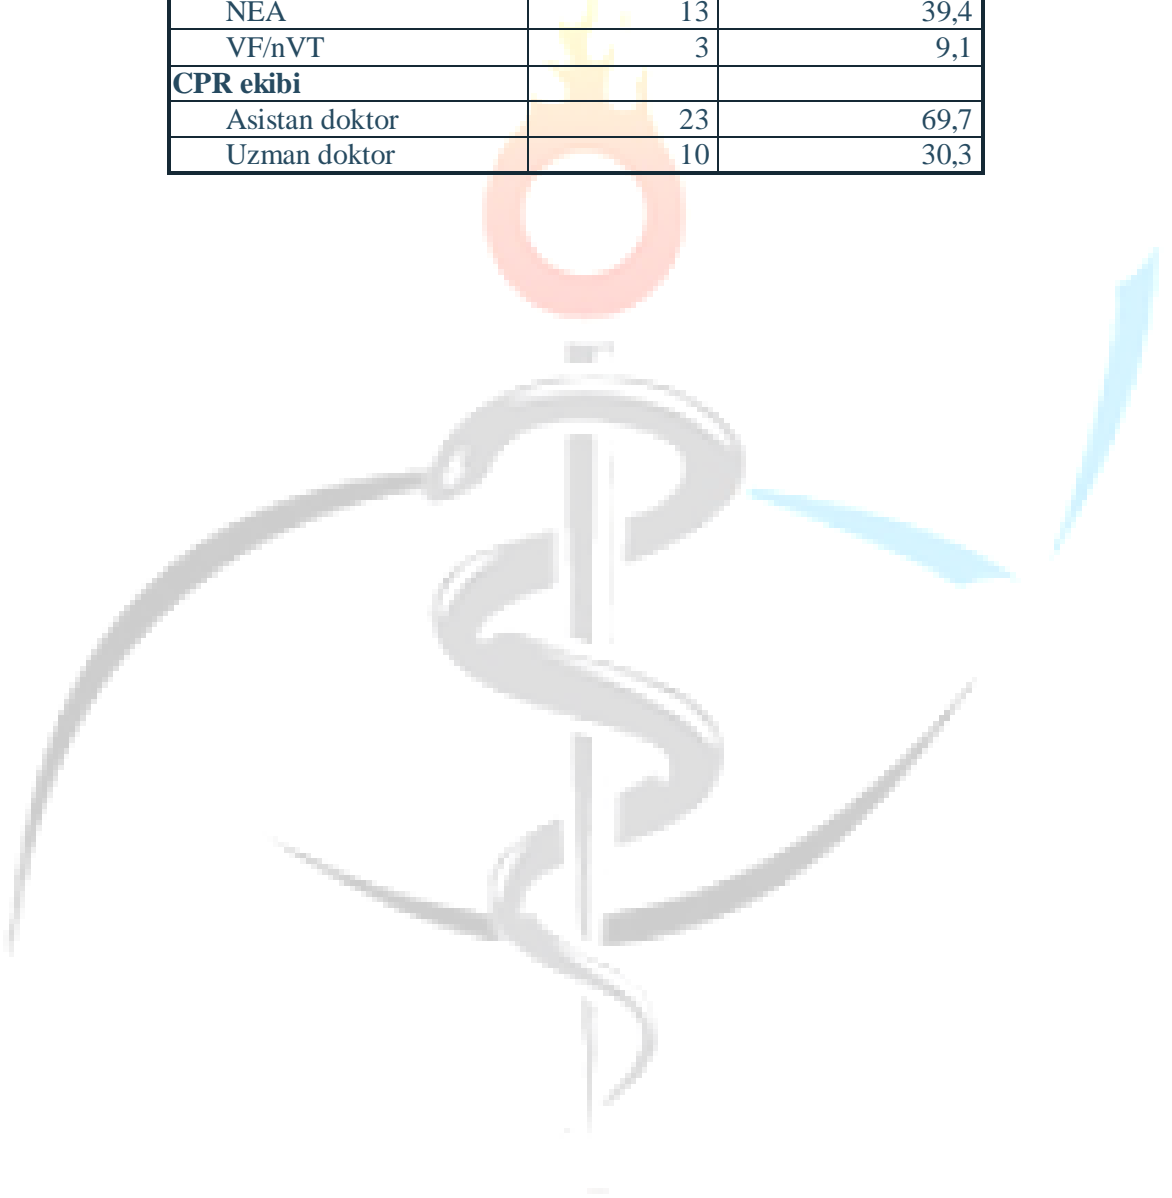 NEA 13 39,4
VF/nVT 3 9,1
CPR ekibi
Asistan doktor 23 69,7
Uzman doktor 10 30,3